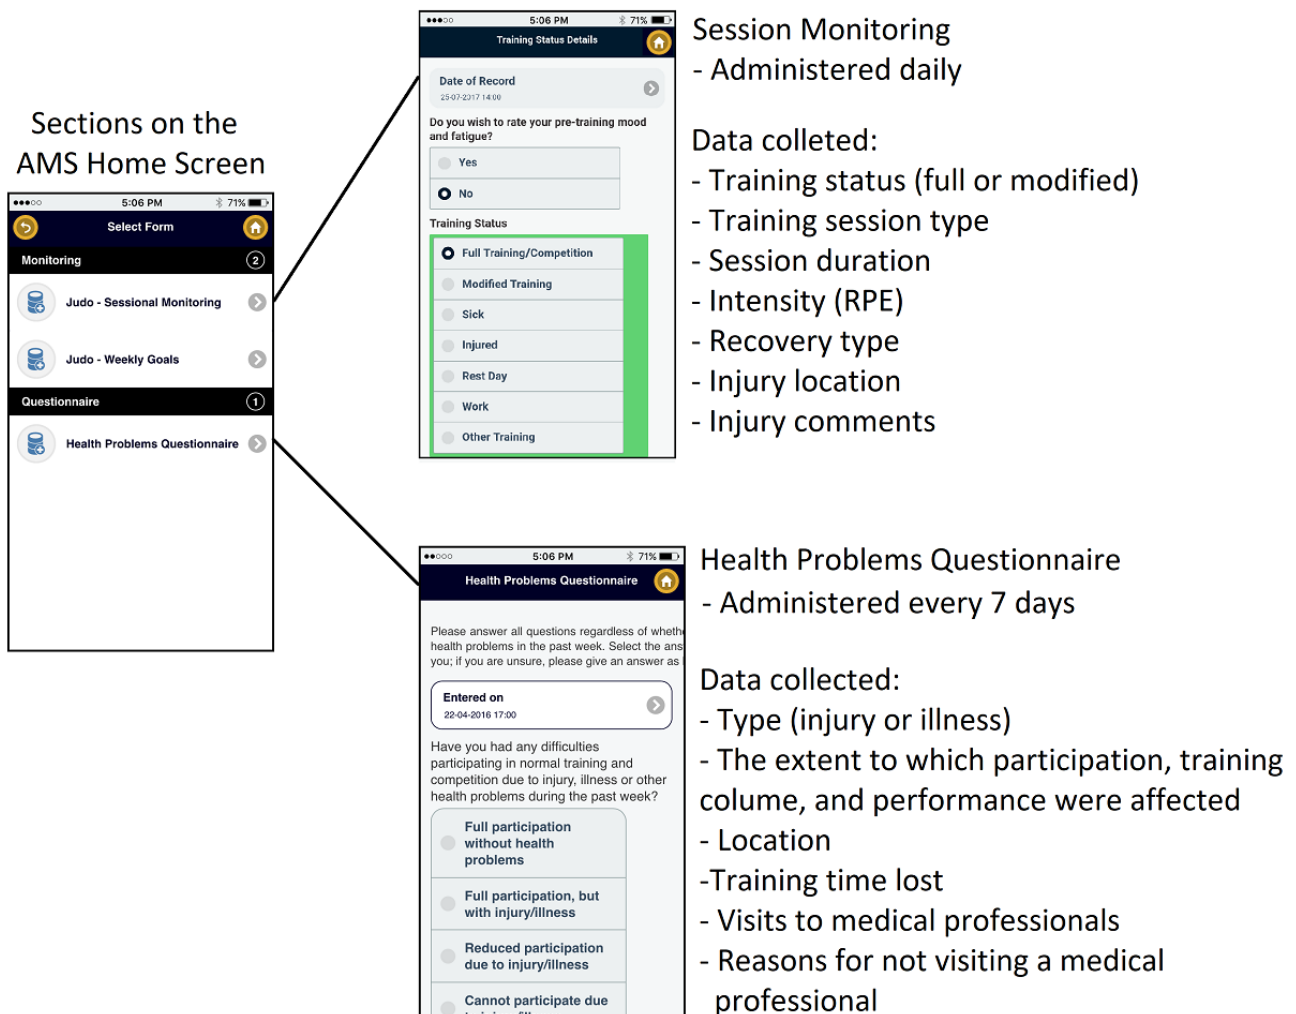 Sections on the
AMS Home Screen
5:06 PM
71%
Select Form
Monitoring
2
Judo - Sessional Monitoring
Judo - Weekly Goals
Questionnaire
1
Health Problems Questionnaire
5:06 PM
71%
Training Status Details
Date of Record
25-07-2017 14:00
Do you wish to rate your pre-training mood
and fatigue?
Yes
No
Training Status
Full Training/Competition
Modified Training
Sick
Injured
Rest Day
Work
Other Training
Session Monitoring
- Administered daily
Data colleted:
- Training status (full or modified)
- Training session type
- Session duration
- Intensity (RPE)
- Recovery type
- Injury location
- Injury comments
5:06 PM
71%
Health Problems Questionnaire
Please answer all questions regardless of wheth
health problems in the past week. Select the ans
you; if you are unsure, please give an answer as
Entered on
22-04-2016 17:00
Have you had any difficulties
participating in normal training and
competition due to injury, illness or other
health problems during the past week?
Full participation
without health
problems
Full participation, but
with injury/illness
Reduced participation
due to injury/illness
Cannot participate due
Health Problems Questionnaire
- Administered every 7 days
Data collected:
- Type (injury or illness)
- The extent to which participation, training
colume, and performance were affected
- Location
-Training time lost
- Visits to medical professionals
- Reasons for not visiting a medical
professional